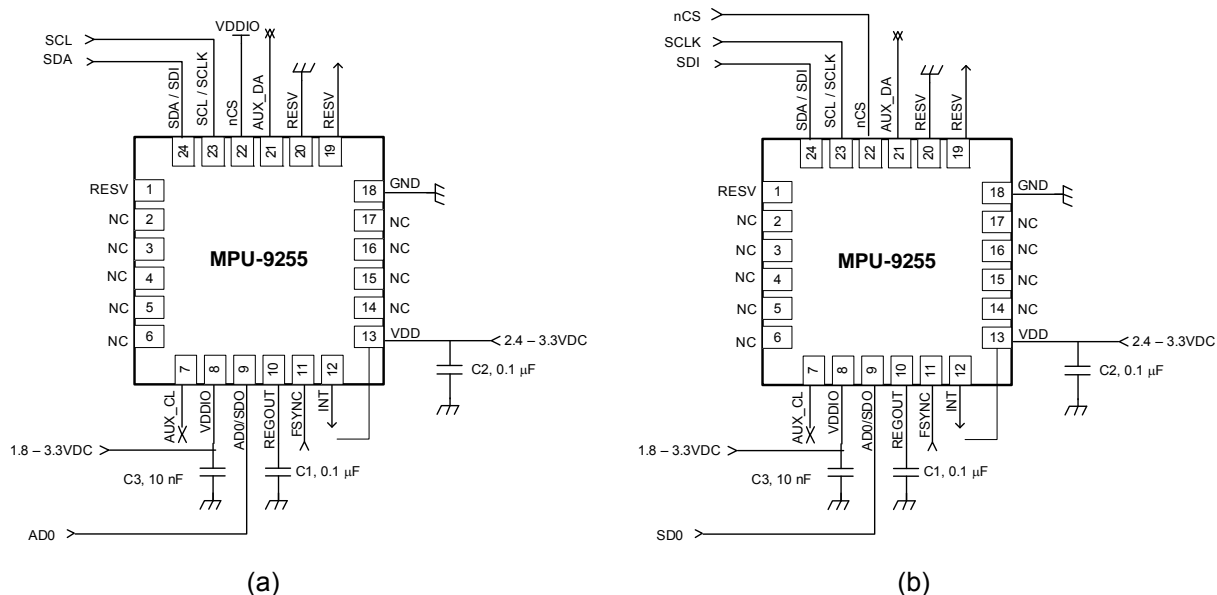 VDDIO
SCL
SDA
SDA / SDI
SCL / SCLK
nCS
AUX_DA
RESV
RESV
24
23
22
21
20
19
RESV
1
NC
2
NC
3
NC
4
NC
5
NC
6
MPU-9255
18
GND
17
NC
16
NC
15
NC
14
NC
13
VDD
2.4 – 3.3VDC
C2, 0.1 µF
7
8
9
10
11
12
AUX_CL
VDDIO
AD0/SDO
REGOUT
FSYNC
INT
1.8 – 3.3VDC
C3, 10 nF
C1, 0.1 µF
AD0
(a)
nCS
SCLK
SDI
SDA / SDI
SCL / SCLK
nCS
AUX_DA
RESV
RESV
24
23
22
21
20
19
RESV
1
NC
2
NC
3
NC
4
NC
5
NC
6
MPU-9255
18
GND
17
NC
16
NC
15
NC
14
NC
13
VDD
2.4 – 3.3VDC
C2, 0.1 µF
7
8
9
10
11
12
AUX_CL
VDDIO
AD0/SDO
REGOUT
FSYNC
INT
1.8 – 3.3VDC
C3, 10 nF
C1, 0.1 µF
SD0
(b)